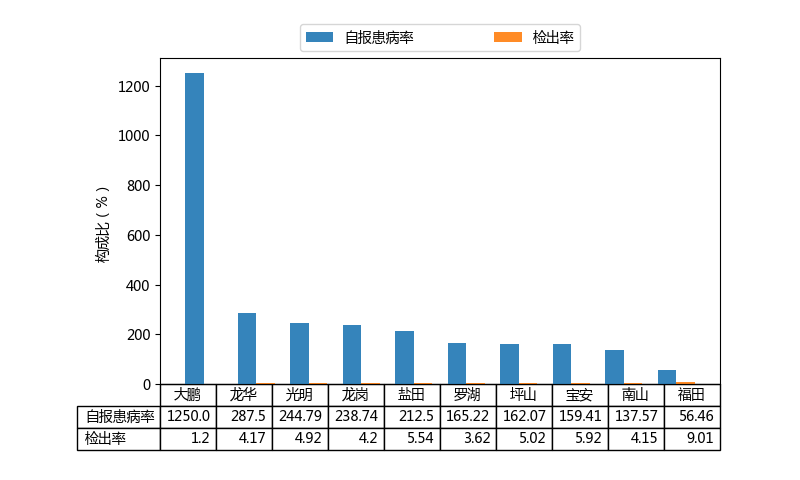 自报患病率 检出率
1200
1000
800
600
400
200
0
构成比（%）
大鹏 龙华 光明 龙岗 盐田 罗湖 坪山 宝安 南山 福田
自报患病率 1250.0 287.5 244.79 238.74 212.5 165.22 162.07 159.41 137.57 56.46
检出率 1.2 4.17 4.92 4.2 5.54 3.62 5.02 5.92 4.15 9.01